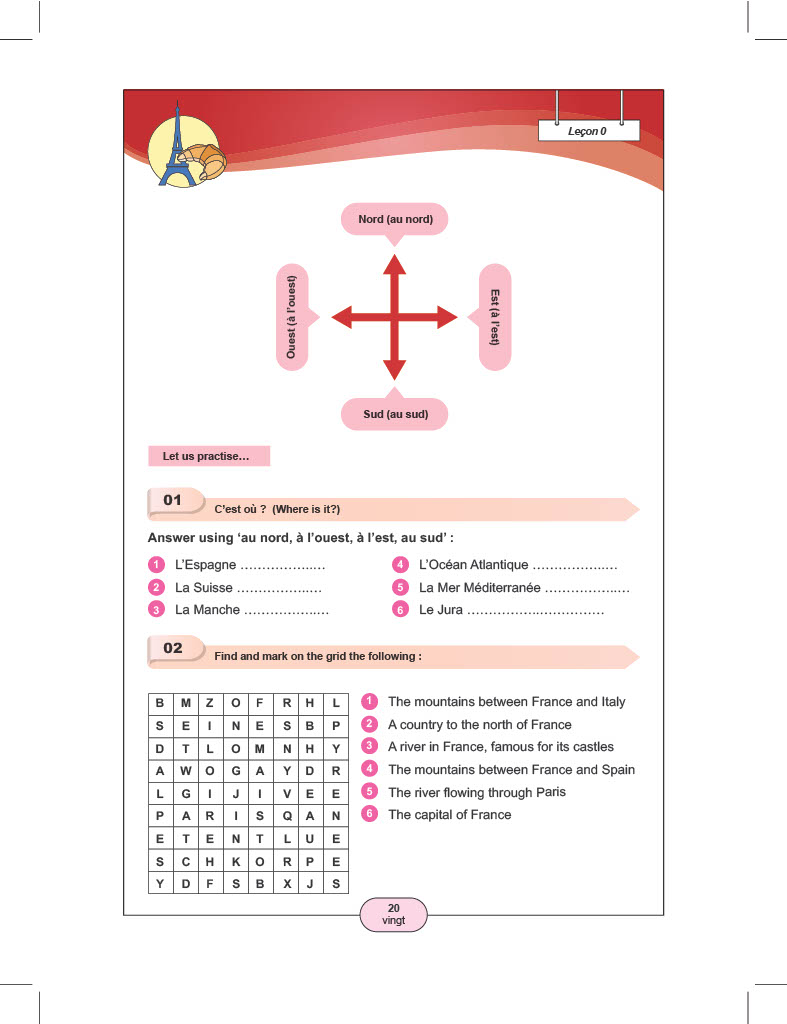 Leçon 0
Nord (au nord)
Ouest (à l’ouest)
Est (à l’est)
Sud (au sud)
Let us practise…
01
C’est où ? (Where is it?)
Answer using ‘au nord, à l’ouest, à l’est, au sud’ :
1 L’Espagne ……………..…
2 La Suisse ……………..…
3 La Manche ……………..…
4 L’Océan Atlantique ……………..…
5 La Mer Méditerranée ……………..…
6 Le Jura ……………..……………
02
Find and mark on the grid the following :
B M Z O F R H L
S E I N E S B P
D T L O M N H Y
A W O G A Y D R
L G I J I V E E
P A R I S Q A N
E T E N T L U E
S C H K O R P E
Y D F S B X J S
1 The mountains between France and Italy
2 A country to the north of France
3 A river in France, famous for its castles
4 The mountains between France and Spain
5 The river flowing through Paris
6 The capital of France
20
vingt